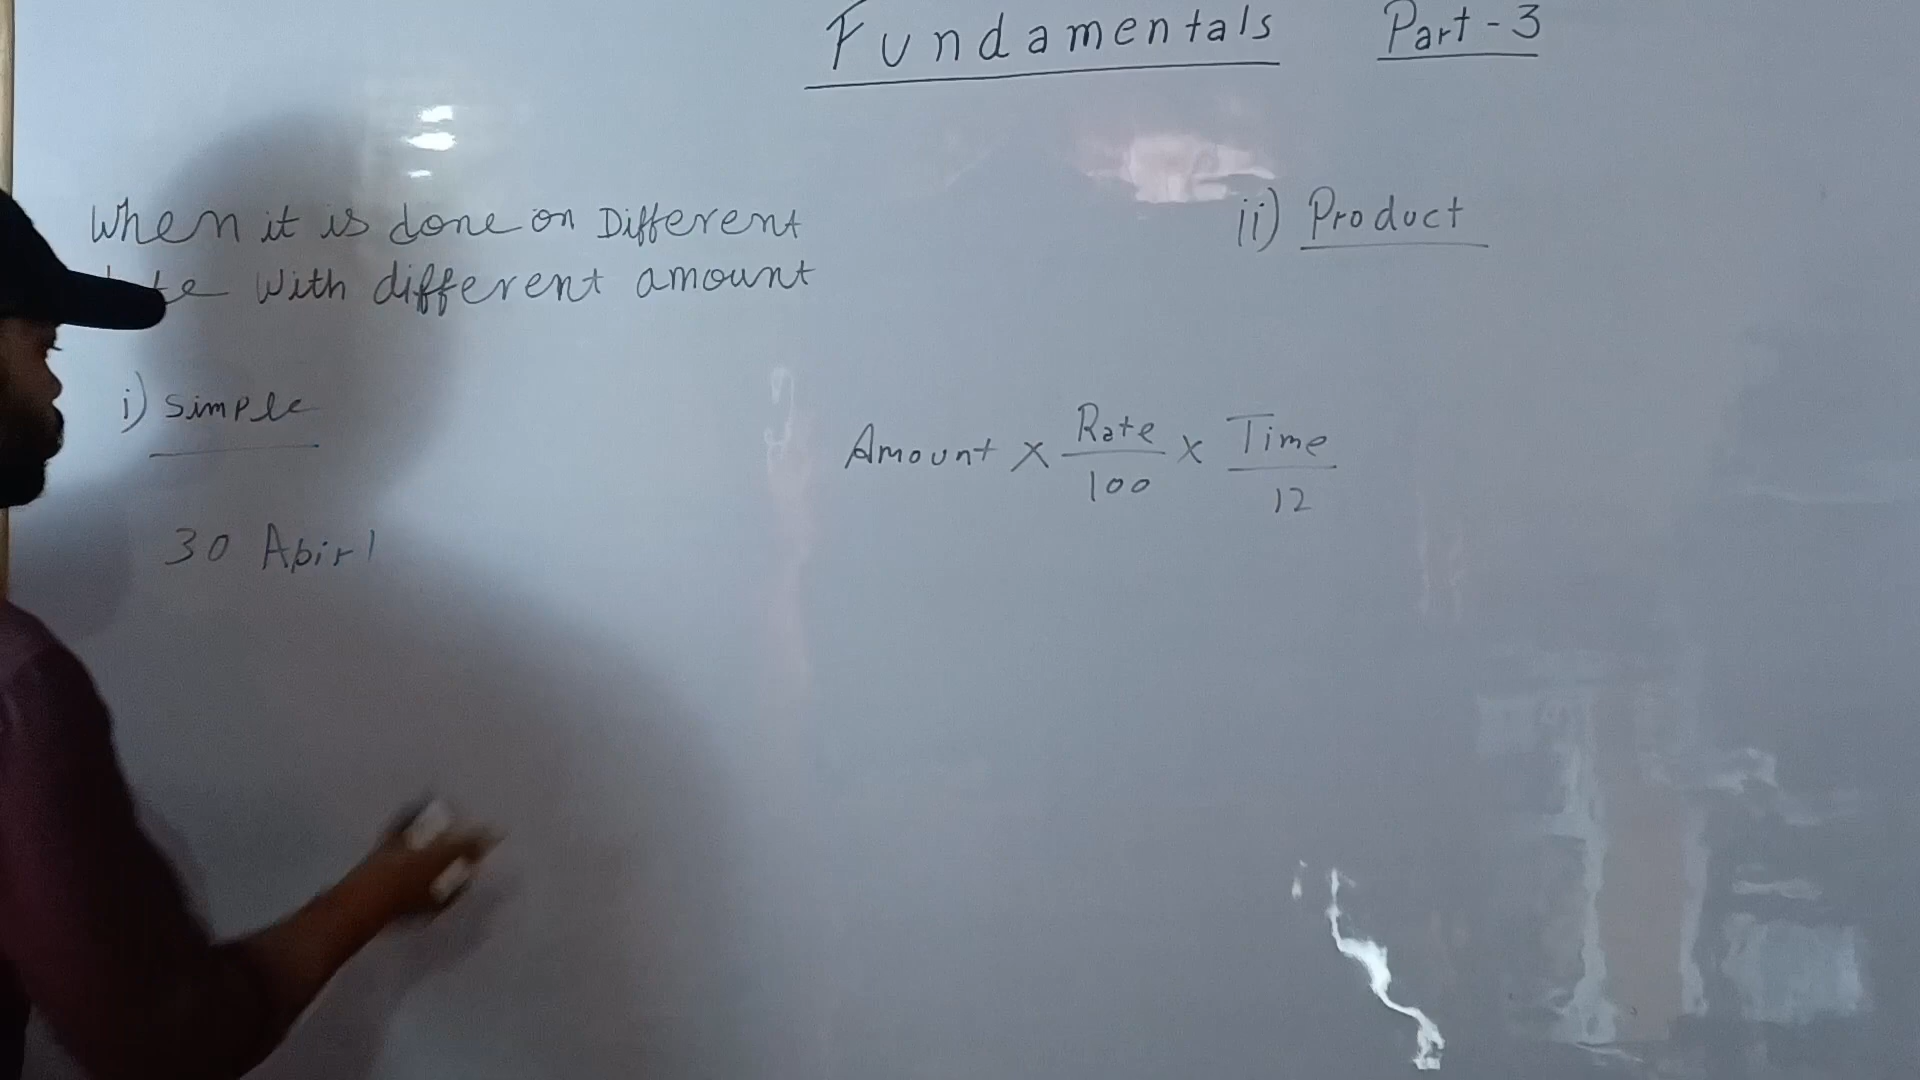 Fundamentals Part-3
When it is done on Different
With different amount
i) Simple
ii) Product
Amount × Rate/100 × Time/12
30 Abirl